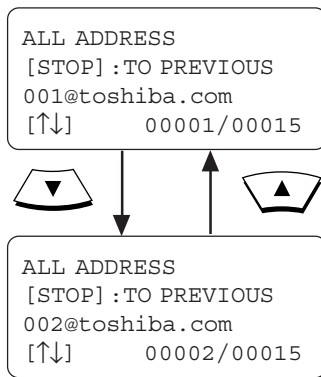 ALL ADDRESS
[STOP]:TO PREVIOUS
001@toshiba.com
[↑↓] 00001/00015
ALL ADDRESS
[STOP]:TO PREVIOUS
002@toshiba.com
[↑↓] 00002/00015